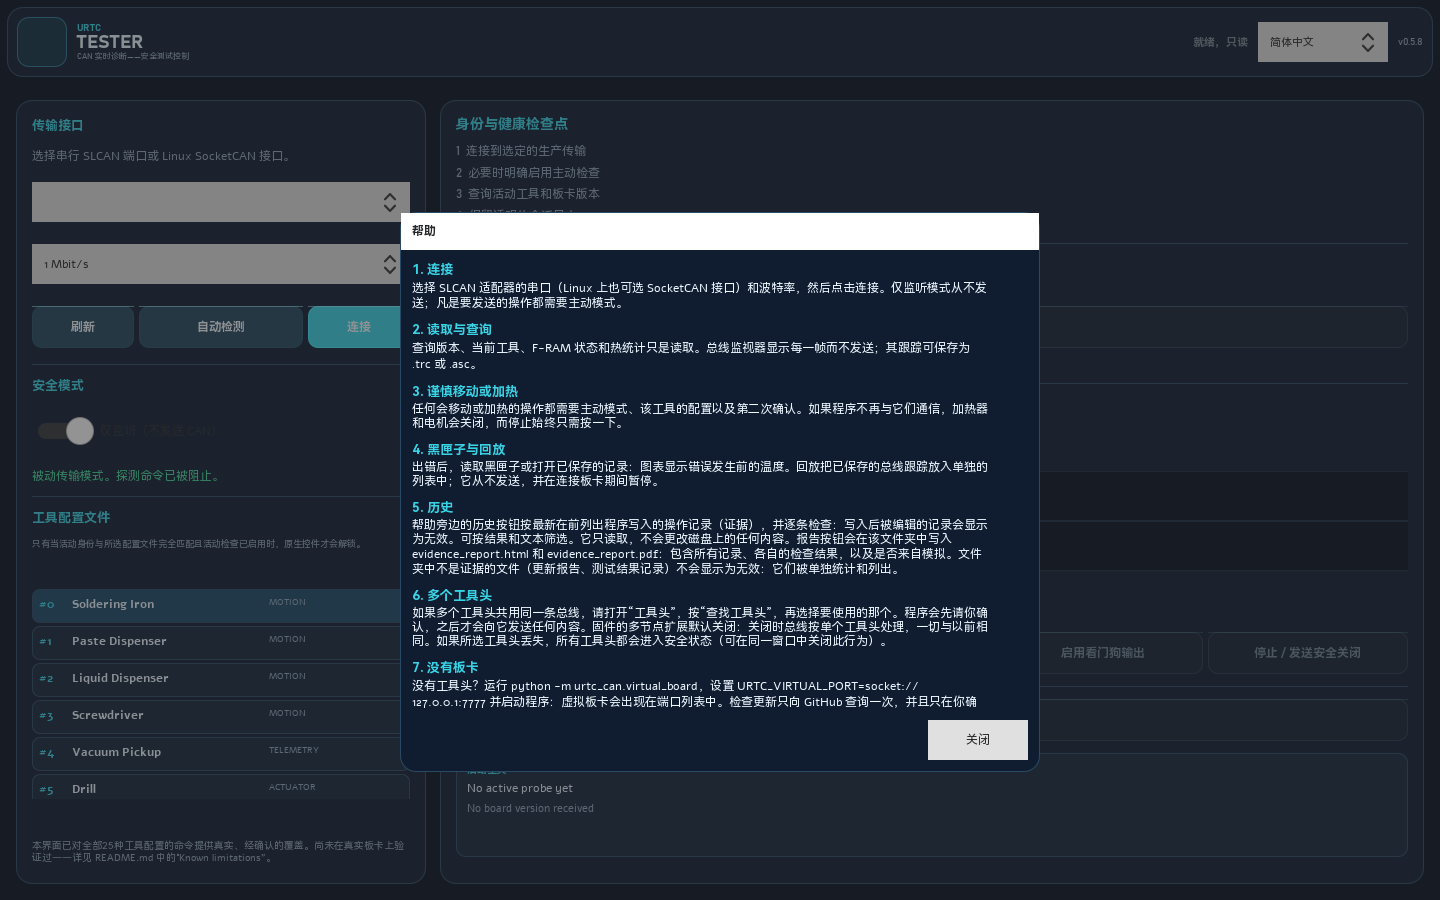 URTC
TESTER
CAN 实时诊断——安全测试控制
就绪，只读
简体中文
v0.5.8
传输接口
选择串行 SLCAN 端口或 Linux SocketCAN 接口。
1 Mbit/s
刷新
自动检测
连接
安全模式
被动传输模式。探测命令已被阻止。
工具配置文件
只有当活动身份与所选配置文件完全匹配且活动检查已启用时，原生控件才会解锁。
#0 Soldering Iron MOTION
#1 Paste Dispenser MOTION
#2 Liquid Dispenser MOTION
#3 Screwdriver MOTION
#4 Vacuum Pickup TELEMETRY
#5 Drill ACTUATOR
本界面已对全部25种工具配置的命令提供真实、经确认的覆盖。尚未在真实板卡上验
证过——详见 README.md 中的"Known limitations"。
身份与健康检查点
1 连接到选定的生产传输
2 必要时明确启用主动检查
3 查询活动工具和板卡版本
帮助
1. 连接
选择 SLCAN 适配器的串口（Linux 上也可选 SocketCAN 接口）和波特率，然后点击连接。仅监听模式从不发
送；凡是要发送的操作都需要主动模式。
2. 读取与查询
查询版本、当前工具、F-RAM 状态和热统计只是读取。总线监视器显示每一帧而不发送；其跟踪可保存为
.trc 或 .asc。
3. 谨慎移动或加热
任何会移动或加热的操作都需要主动模式、该工具的配置以及第二次确认。如果程序不再与它们通信，加热器
和电机会关闭，而停止始终只需按一下。
4. 黑匣子与回放
出错后，读取黑匣子或打开已保存的记录：图表显示错误发生前的温度。回放把已保存的总线跟踪放入单独的
列表中；它从不发送，并在连接板卡期间暂停。
5. 历史
帮助旁边的历史按钮按最新在前列出程序写入的操作记录（证据），并逐条检查：写入后被编辑的记录会显示
为无效。可按结果和文本筛选。它只读取，不会更改磁盘上的任何内容。报告按钮会在该文件夹中写入
evidence_report.html 和 evidence_report.pdf：包含所有记录、各自的检查结果，以及是否来自模拟。文件
夹中不是证据的文件（更新报告、测试结果记录）不会显示为无效：它们被单独统计和列出。
6. 多个工具头
如果多个工具头共用同一条总线，请打开“工具头”，按“查找工具头”，再选择要使用的那个。程序会先请你确
认，之后才会向它发送任何内容。固件的多节点扩展默认关闭；关闭时总线按单个工具头处理，一切与以前相
同。如果所选工具头丢失，所有工具头都会进入安全状态（可在同一窗口中关闭此行为）。
7. 没有板卡
没有工具头？运行 python -m urtc_can.virtual_board，设置 URTC_VIRTUAL_PORT=socket://
127.0.0.1:7777 并启动程序：虚拟板卡会出现在端口列表中。检查更新只向 GitHub 查询一次，并且只在你确
关闭
启用看门狗输出
停止 / 发送安全关闭
No active probe yet
No board version received